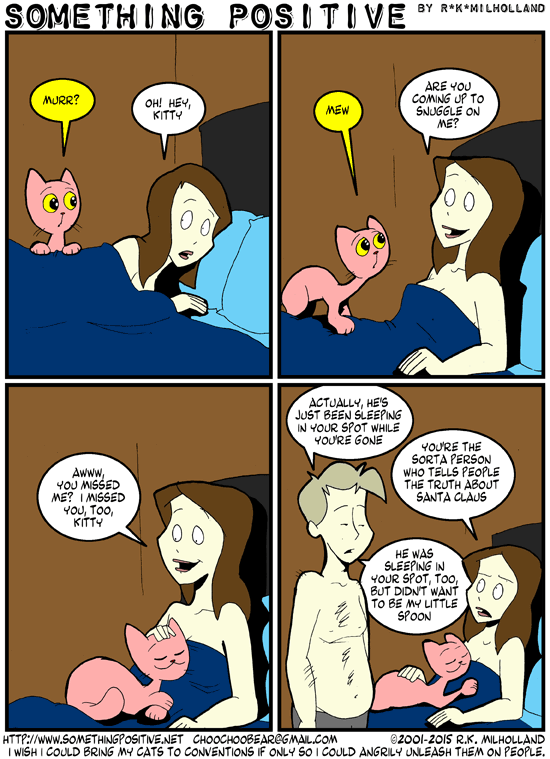 SOMETHING POSITIVE BY R*K*MILHOLLAND
MURR?
OH! HEY,
KITTY
MEW
ARE YOU
COMING UP TO
SNUGGLE ON
ME?
AWWW,
YOU MISSED
ME? I MISSED
YOU, TOO,
KITTY
ACTUALLY, HE'S
JUST BEEN SLEEPING
IN YOUR SPOT WHILE
YOU'RE GONE
YOU'RE THE
SORTA PERSON
WHO TELLS PEOPLE
THE TRUTH ABOUT
SANTA CLAUS
HE WAS
SLEEPING IN
YOUR SPOT, TOO,
BUT DIDN'T WANT
TO BE MY LITTLE
SPOON
HTTP://WWW.SOMETHINGPOSITIVE.NET CHOOCHOOBEAR@GMAIL.COM ©2001-2015 R.K. MILHOLLAND
I WISH I COULD BRING MY CATS TO CONVENTIONS IF ONLY SO I COULD ANGRILY UNLEASH THEM ON PEOPLE.